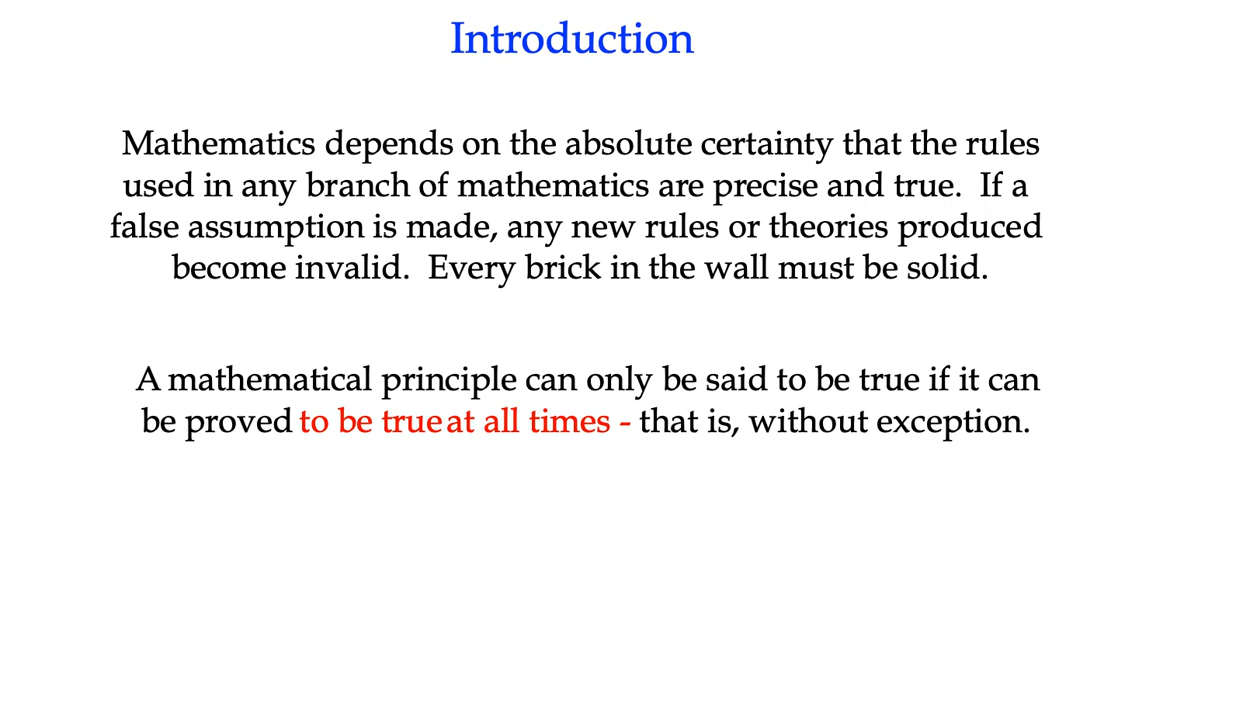 Introduction
Mathematics depends on the absolute certainty that the rules
used in any branch of mathematics are precise and true.  If a
false assumption is made, any new rules or theories produced
become invalid.  Every brick in the wall must be solid.
A mathematical principle can only be said to be true if it can
be proved to be true at all times - that is, without exception.